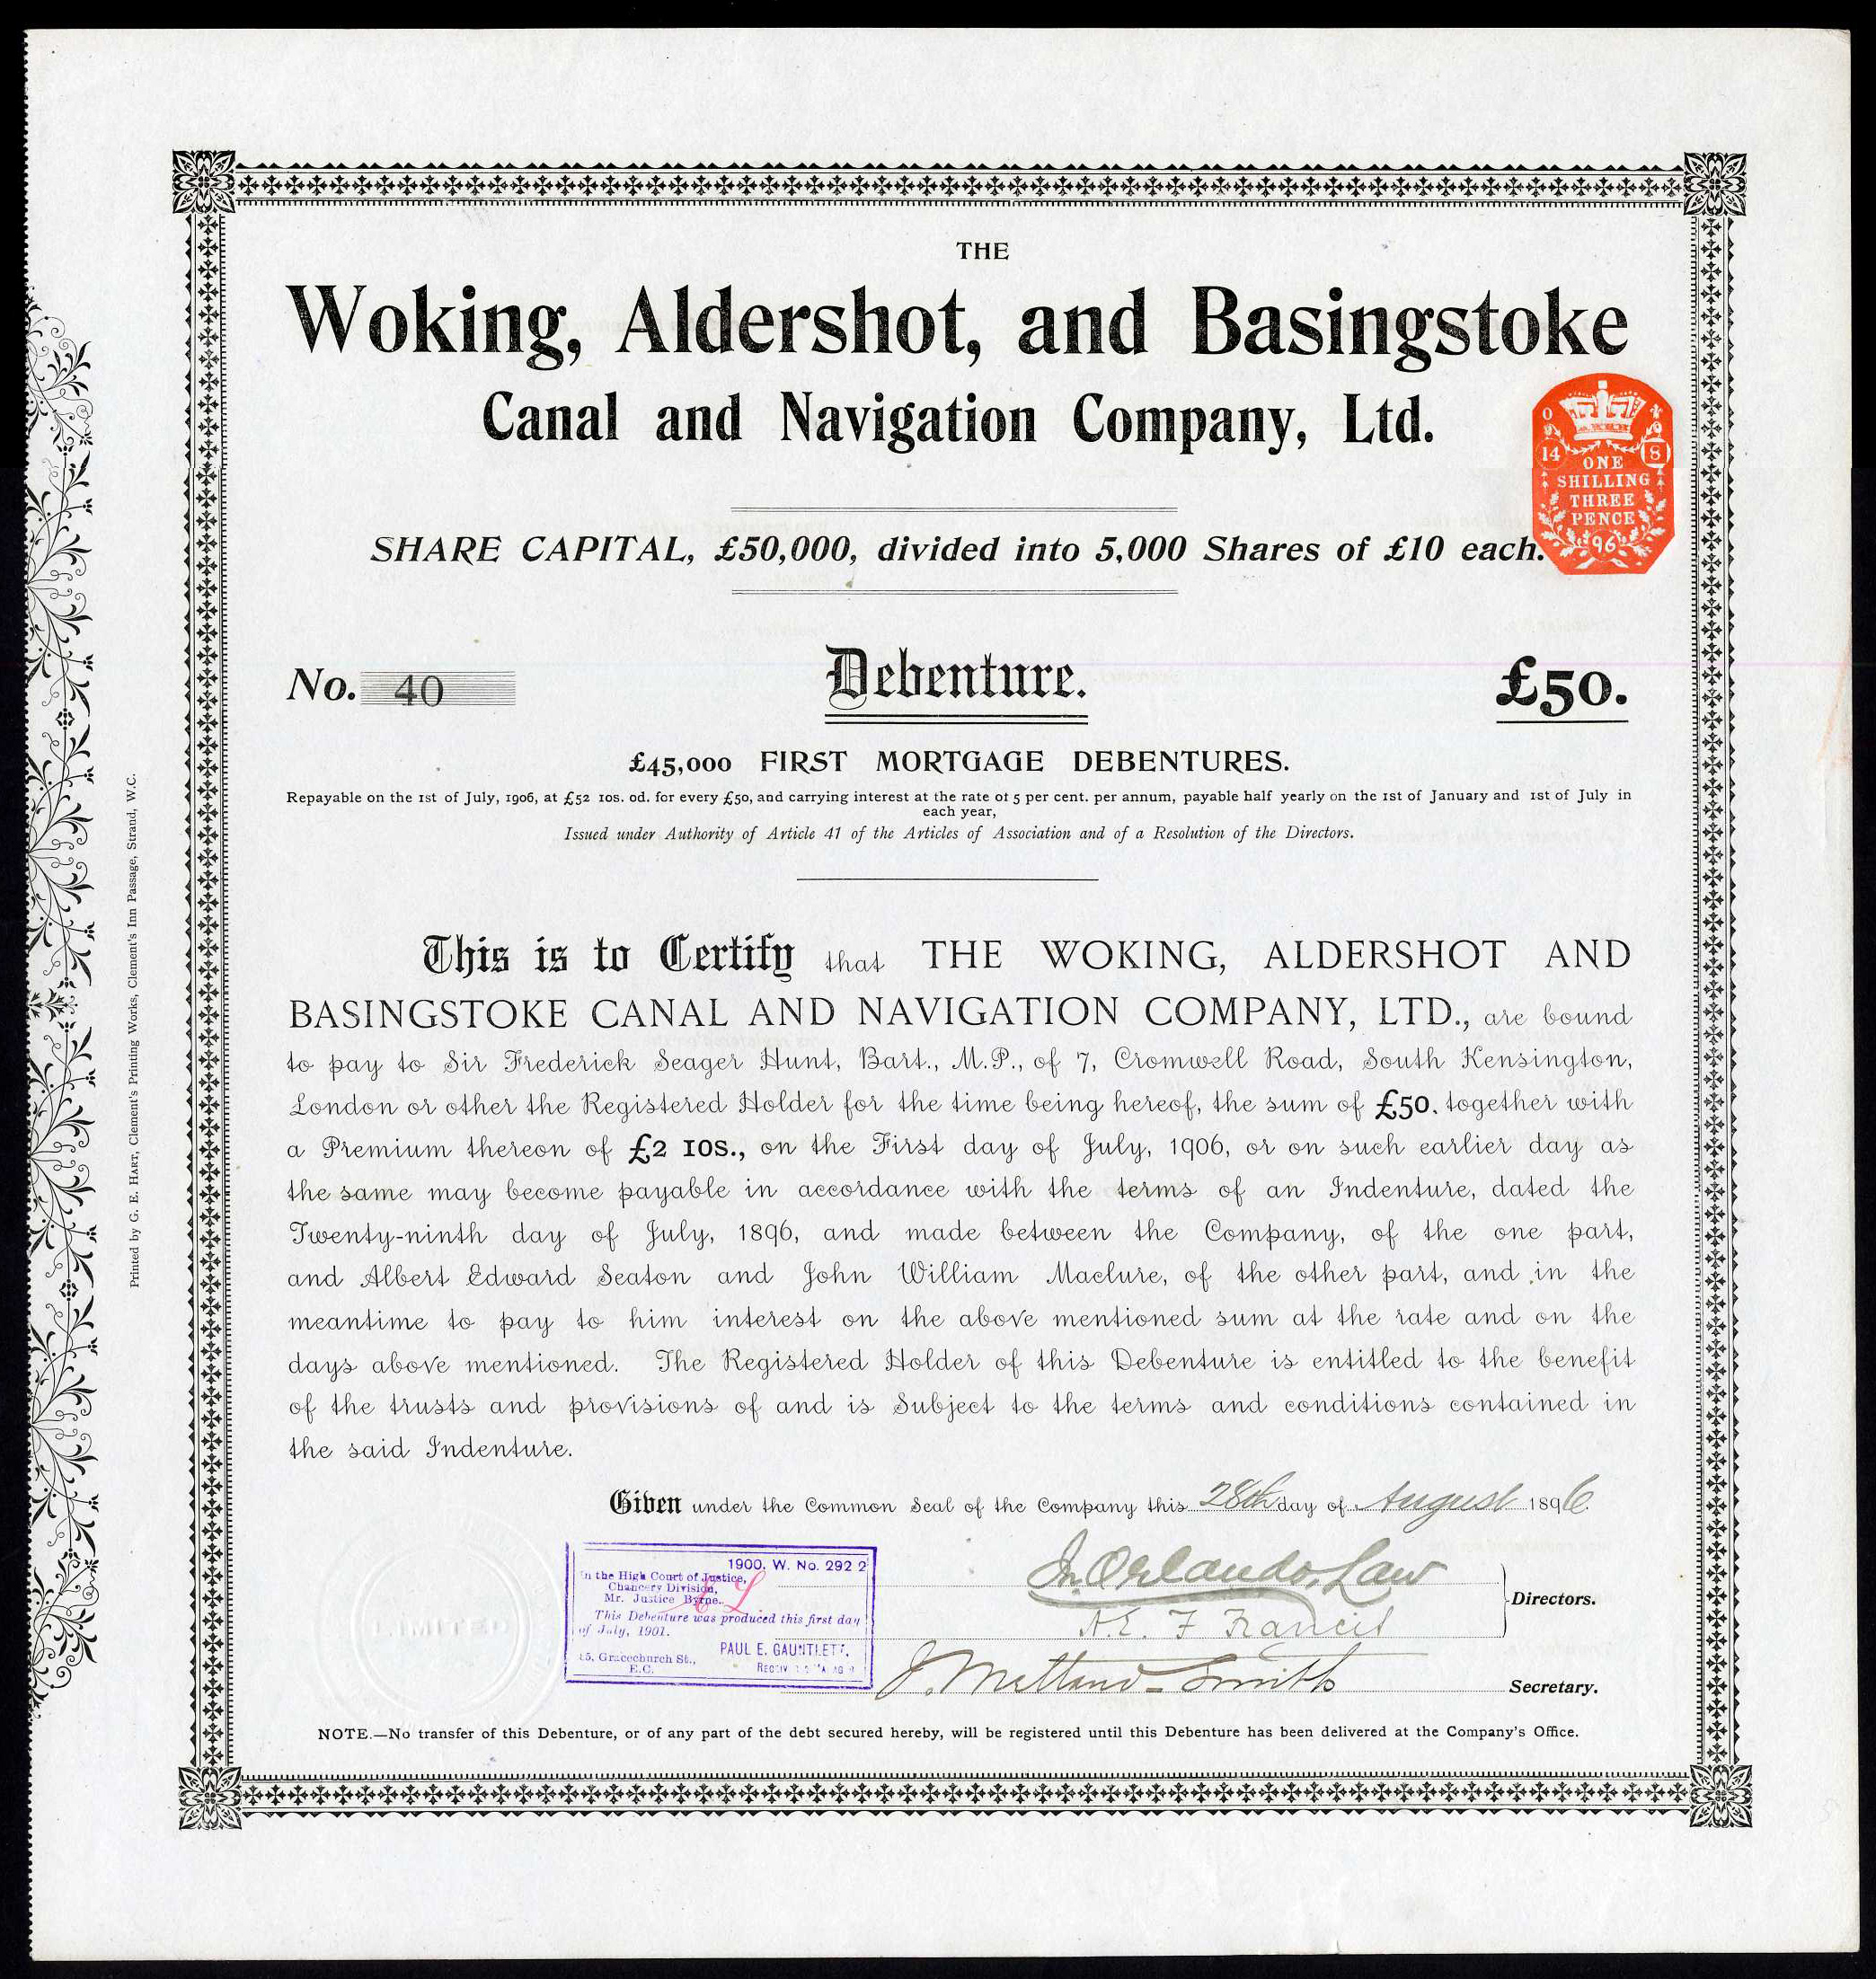 THE
Woking, Aldershot, and Basingstoke
Canal and Navigation Company, Ltd.
14 8
ONE
SHILLING
THREE
PENCE
96
SHARE CAPITAL, £50,000, divided into 5,000 Shares of £10 each.
No. 40 Debenture. £50.
£45,000 FIRST MORTGAGE DEBENTURES.
Repayable on the 1st of July, 1906, at £52 10s. 0d. for every £50, and carrying interest at the rate of 5 per cent. per annum, payable half yearly on the 1st of January and 1st of July in
each year,
Issued under Authority of Article 41 of the Articles of Association and of a Resolution of the Directors.
This is to Certify that THE WOKING, ALDERSHOT AND
BASINGSTOKE CANAL AND NAVIGATION COMPANY, LTD., are bound
to pay to Sir Frederick Seager Hunt, Bart., M.P., of 7, Cromwell Road, South Kensington,
London or other the Registered Holder for the time being hereof, the sum of £50. together with
a Premium thereon of £2 10S., on the First day of July, 1906, or on such earlier day as
the same may become payable in accordance with the terms of an Indenture, dated the
Twenty-ninth day of July, 1896, and made between the Company, of the one part,
and Albert Edward Seaton and John William Maclure, of the other part, and in the
meantime to pay to him interest on the above mentioned sum at the rate and on the
days above mentioned. The Registered Holder of this Debenture is entitled to the benefit
of the trusts and provisions of and is Subject to the terms and conditions contained in
the said Indenture.
Given under the Common Seal of the Company this 28th day of August 1896
LIMITED
1900. W. No. 292 2
In the High Court of Justice,
Chancery Division,
Mr. Justice Byrne.
This Debenture was produced this first day
of July, 1901.
PAUL E. GAUNTLETT,
15, Gracechurch St.,
E.C.
Jn. Orlando. Law
Directors.
A. E. F Francis
J. Maitland-Smith
Secretary.
NOTE.—No transfer of this Debenture, or of any part of the debt secured hereby, will be registered until this Debenture has been delivered at the Company's Office.
Printed by G. E. HART, Clement's Printing Works, Clement's Inn Passage, Strand, W.C.